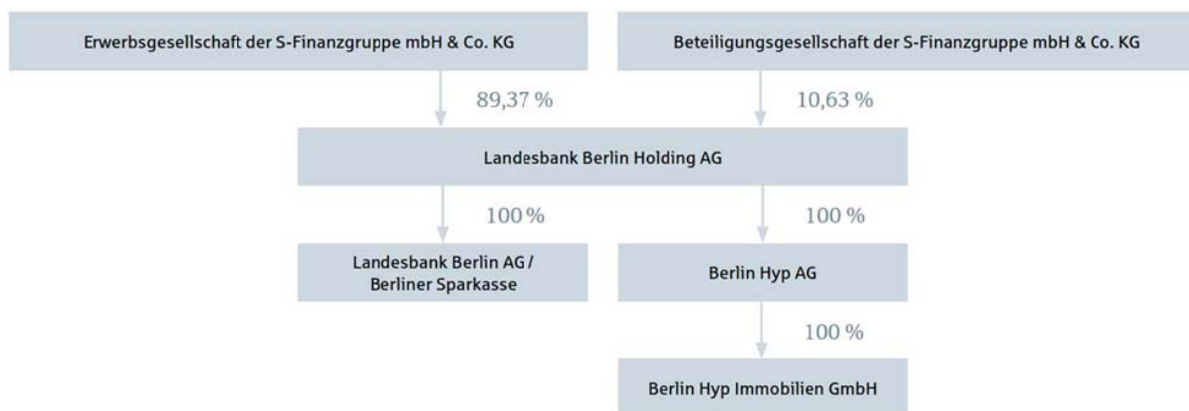 Erwerbsgesellschaft der S-Finanzgruppe mbH & Co. KG
Beteiligungsgesellschaft der S-Finanzgruppe mbH & Co. KG
89,37 %
10,63 %
Landesbank Berlin Holding AG
100 %
100 %
Landesbank Berlin AG /
Berliner Sparkasse
Berlin Hyp AG
100 %
Berlin Hyp Immobilien GmbH